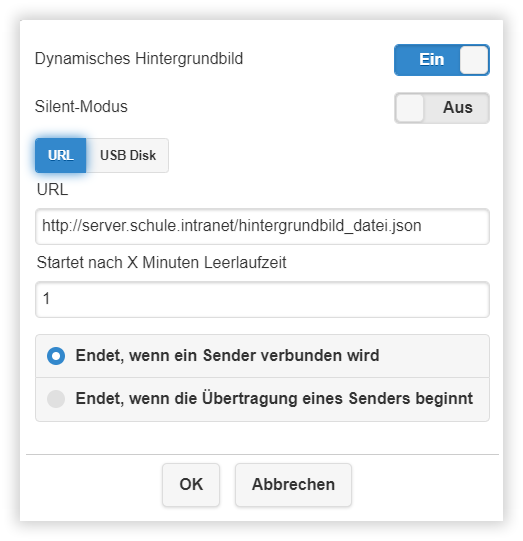 Dynamisches Hintergrundbild Ein
Silent-Modus Aus
URL USB Disk
URL
http://server.schule.intranet/hintergrundbild_datei.json
Startet nach X Minuten Leerlaufzeit
1
Endet, wenn ein Sender verbunden wird
Endet, wenn die Übertragung eines Senders beginnt
OK Abbrechen